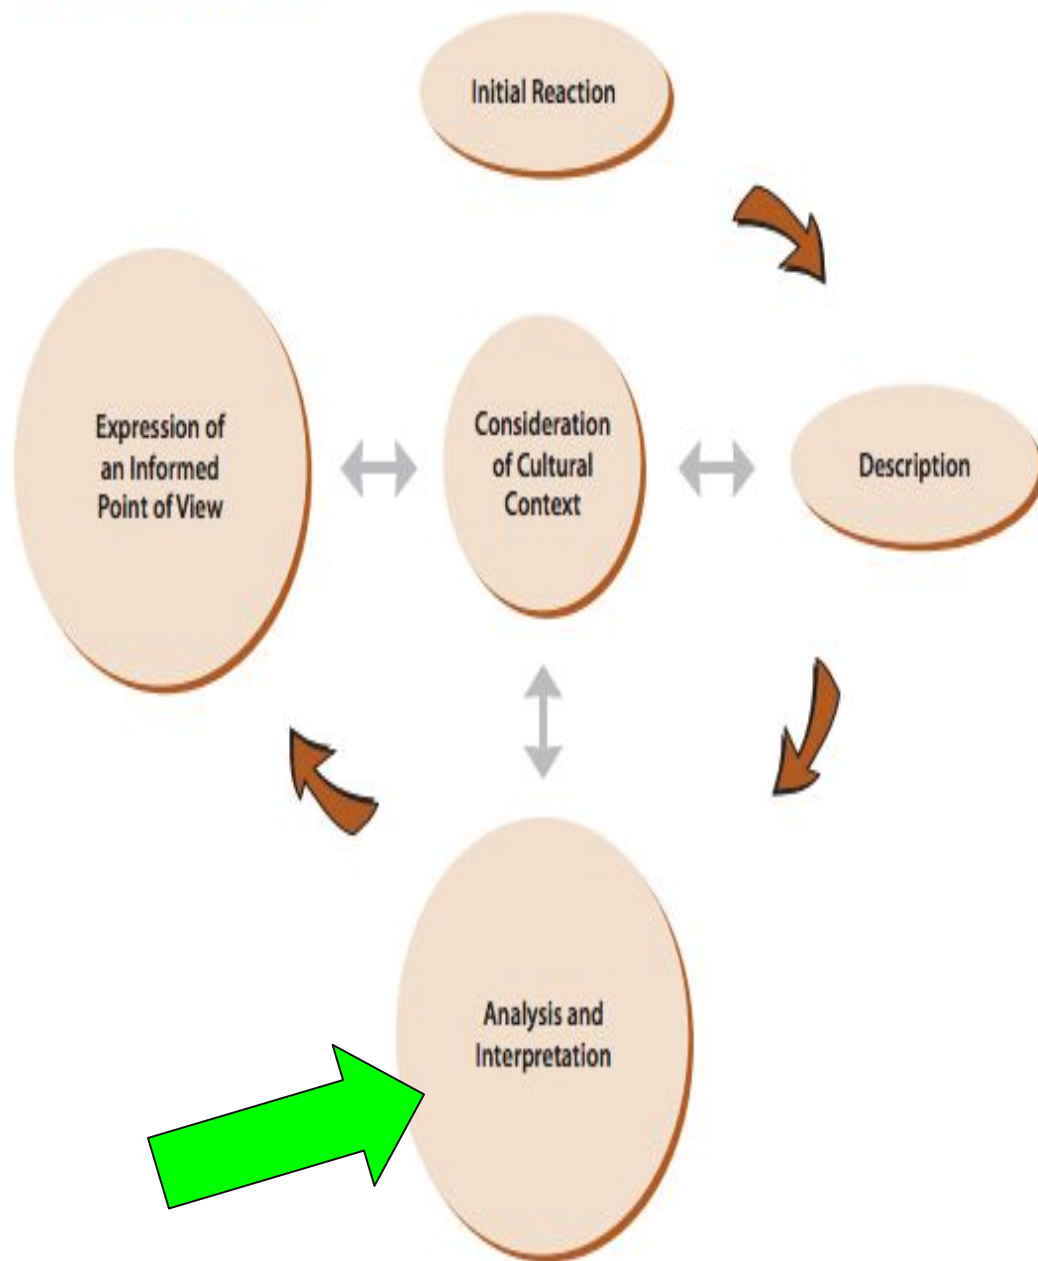 Initial Reaction
Expression of
an Informed
Point of View
Consideration
of Cultural
Context
Description
Analysis and
Interpretation